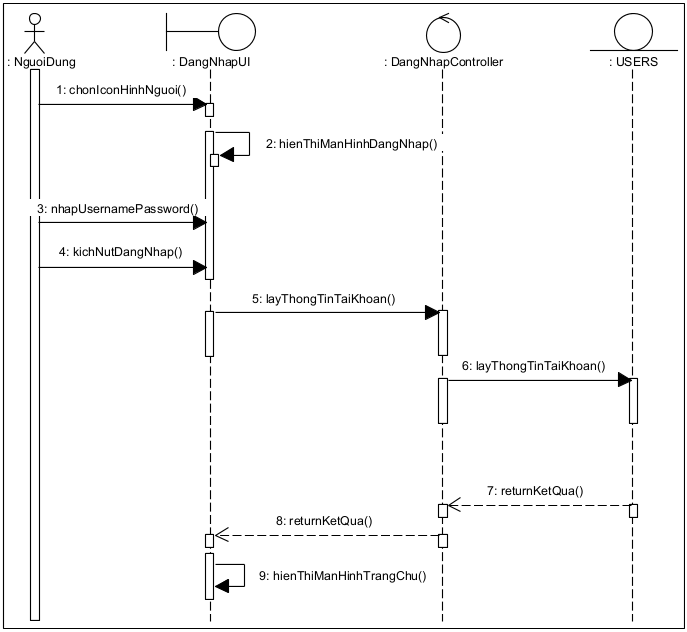 : NguoiDung
: DangNhapUI
: DangNhapController
: USERS
1: chonIconHinhNguoi()
2: hienThiManHinhDangNhap()
3: nhapUsernamePassword()
4: kichNutDangNhap()
5: layThongTinTaiKhoan()
6: layThongTinTaiKhoan()
7: returnKetQua()
8: returnKetQua()
9: hienThiManHinhTrangChu()